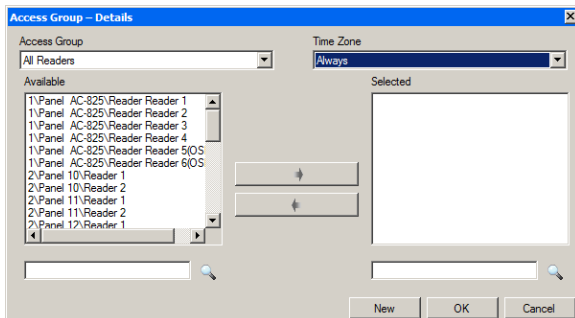 Access Group – Details
Access Group
Time Zone
All Readers
Always
Available
Selected
1\Panel AC-825\Reader Reader 1
1\Panel AC-825\Reader Reader 2
1\Panel AC-825\Reader Reader 3
1\Panel AC-825\Reader Reader 4
1\Panel AC-825\Reader Reader 5(OS
1\Panel AC-825\Reader Reader 6(OS
2\Panel 10\Reader 1
2\Panel 10\Reader 2
2\Panel 11\Reader 1
2\Panel 11\Reader 2
2\Panel 12\Reader 1
New
OK
Cancel